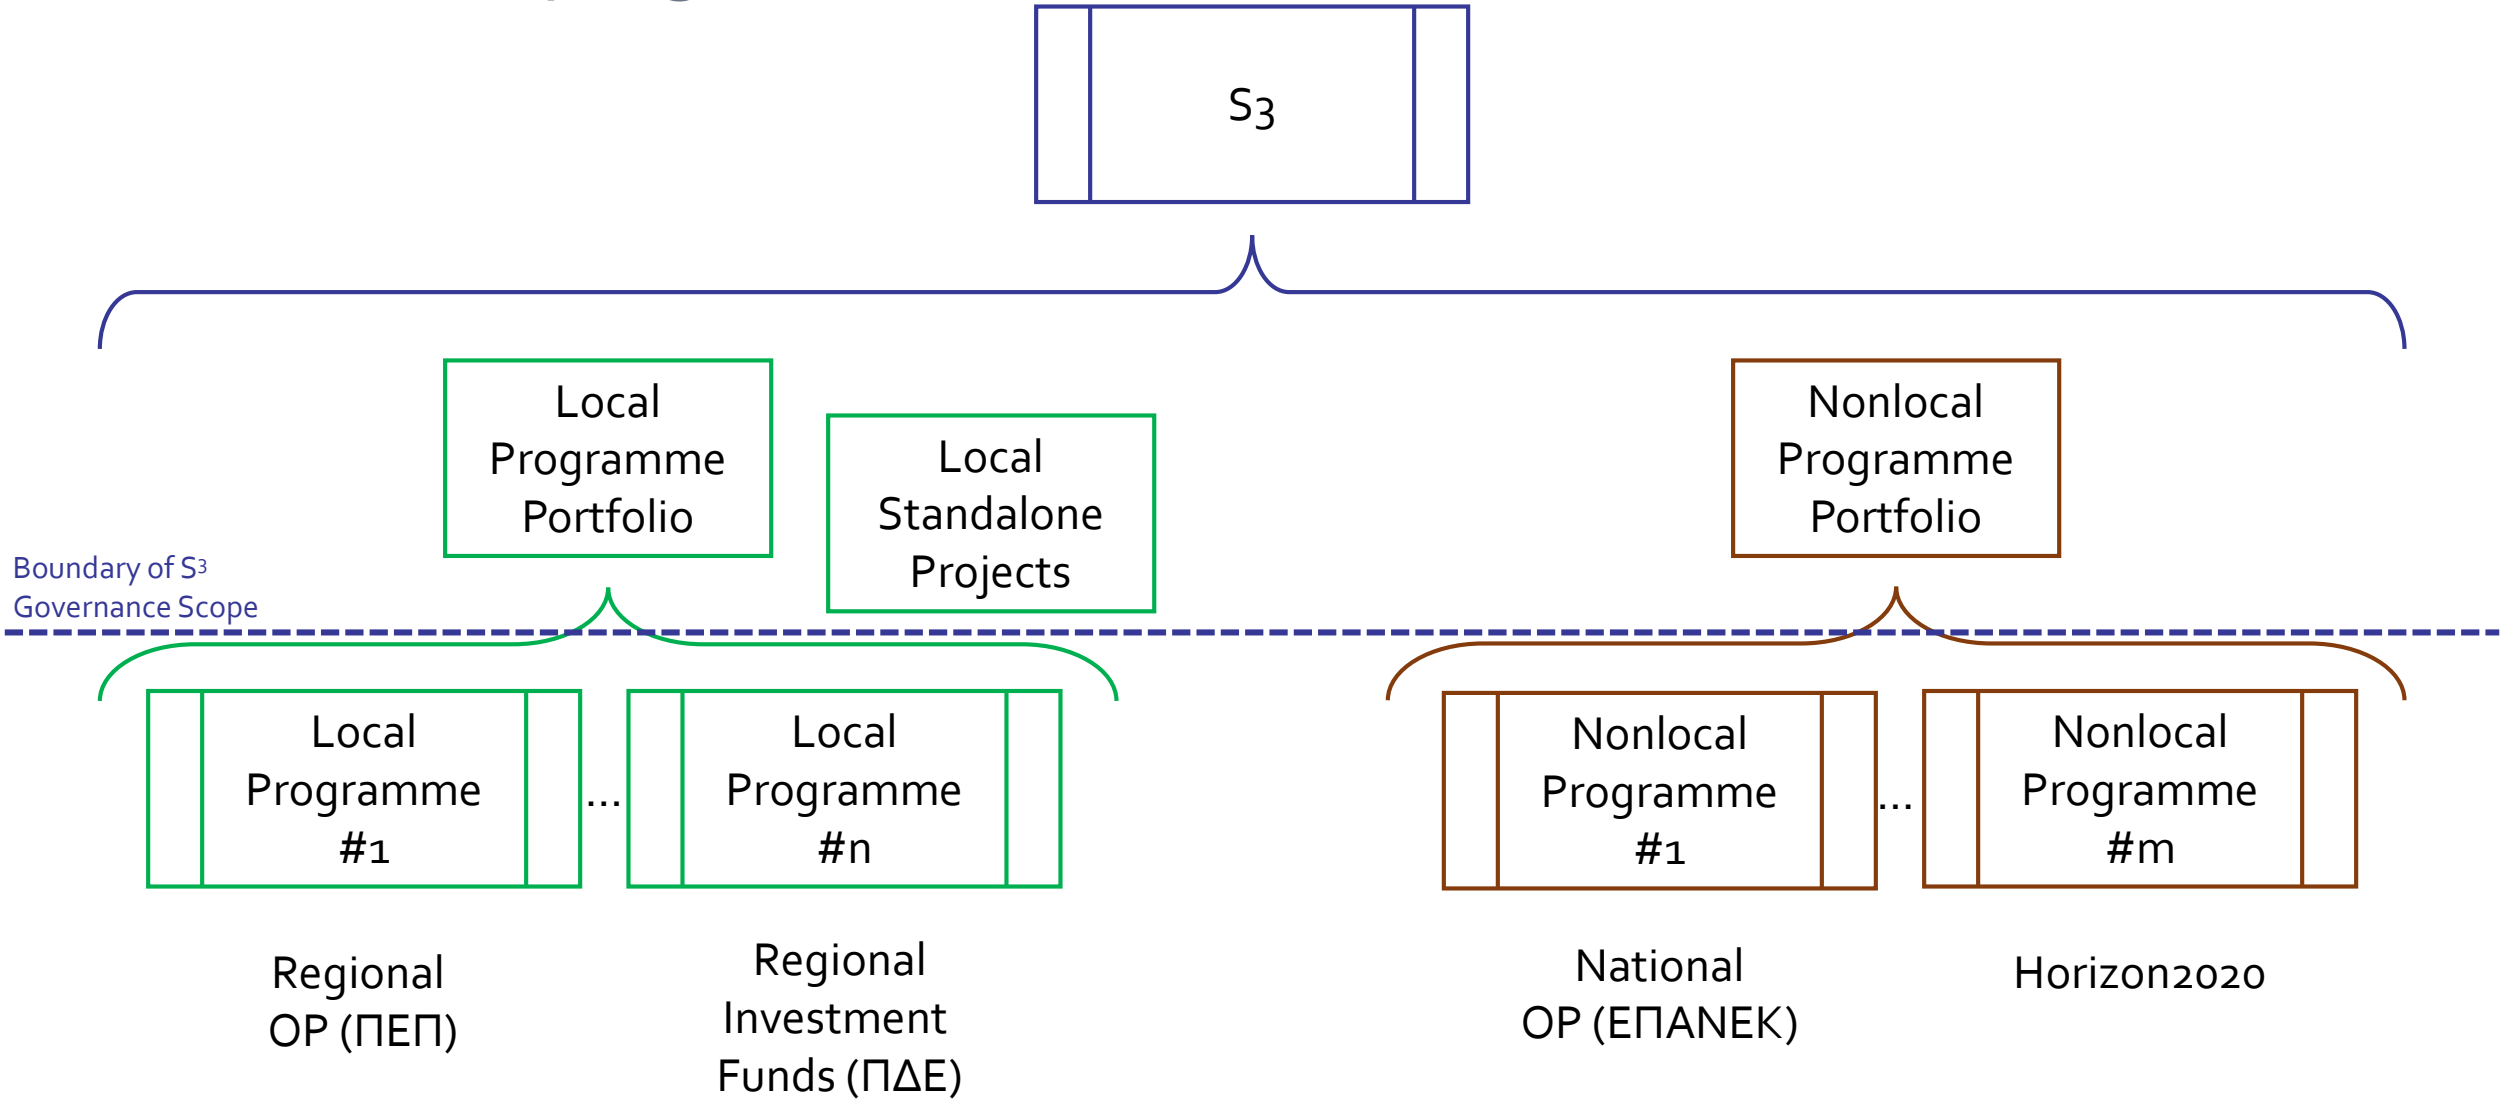 S3
Local
Programme
Portfolio
Local
Standalone
Projects
Nonlocal
Programme
Portfolio
Boundary of S3
Governance Scope
Local
Programme
#1
...
Local
Programme
#n
Nonlocal
Programme
#1
...
Nonlocal
Programme
#m
Regional
OP (ΠΕΠ)
Regional
Investment
Funds (ΠΔΕ)
National
OP (ΕΠΑΝΕΚ)
Horizon2020